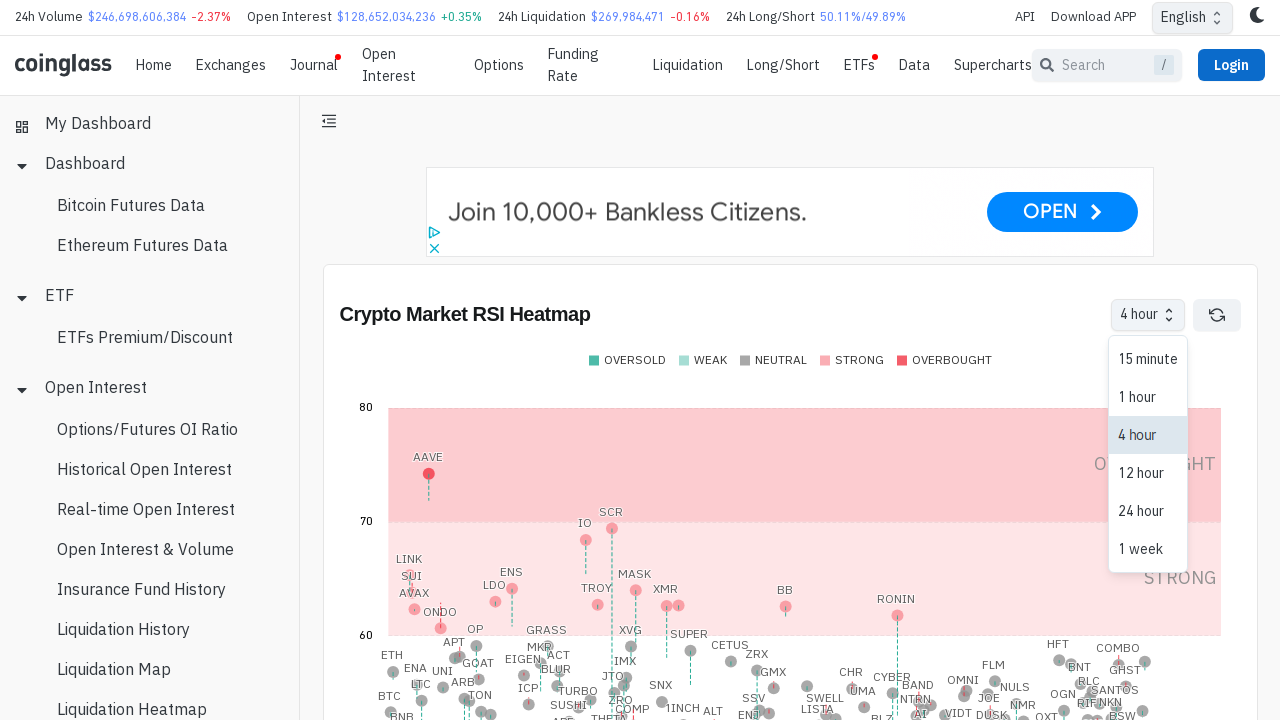 24h Volume $246,698,606,384 -2.37% Open Interest $128,652,034,236 +0.35% 24h Liquidation $269,984,471 -0.16% 24h Long/Short 50.11%/49.89% API Download APP English
coinglass Home Exchanges Journal Open Interest Options Funding Rate Liquidation Long/Short ETFs Data Supercharts Search / Login
My Dashboard
Dashboard
Bitcoin Futures Data
Ethereum Futures Data
ETF
ETFs Premium/Discount
Open Interest
Options/Futures OI Ratio
Historical Open Interest
Real-time Open Interest
Open Interest & Volume
Insurance Fund History
Liquidation History
Liquidation Map
Liquidation Heatmap
Join 10,000+ Bankless Citizens. OPEN
Crypto Market RSI Heatmap 4 hour
15 minute
1 hour
4 hour
12 hour
24 hour
1 week
OVERSOLD WEAK NEUTRAL STRONG OVERBOUGHT
80
AAVE
70
SCR
IO
LINK
STRONG
SUI ENS MASK
LDO TROY XMR BB
AVAX RONIN
ONDO
60
OP GRASS XVG SUPER
APT MKR CETUS HFT COMBO
ETH EIGEN ACT IMX ZRX
ENA UNI GOAT BLUR GMX CHR FLM ENT GHST
LTC ARB ICP TURBO JTO SNX CYBER BAND OMNI NULS RLC SANTOS
BTC TON SUSHI ZRO SSV SWELL UMA NTRN JOE OGN
BNB COMP 1INCH ALT LISTA VIDT NMR NKN
BLZ AI DUSK OXT BSW